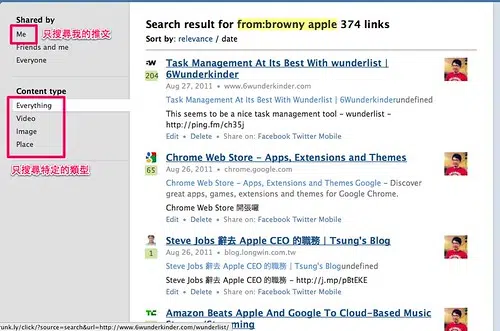 Shared by
Me
只搜尋我的推文
Friends and me
Everyone
Content type
Everything
Video
Image
Place
只搜尋特定的類型
Search result for from:browny apple 374 links
Sort by: relevance / date
204
Task Management At Its Best With wunderlist |
6Wunderkinder
Aug 27, 2011 • www.6wunderkinder.com
Task Management At Its Best With wunderlist | 6Wunderkinderundefined
This seems to be a nice task management tool - wunderlist -
http://ping.fm/ch35j
Edit • Delete • Share on: Facebook Twitter Mobile
65
Chrome Web Store - Apps, Extensions and Themes
Aug 26, 2011 • chrome.google.com
Chrome Web Store - Apps, Extensions and Themes Google - Discover
great apps, games, extensions and themes for Google Chrome.
Chrome Web Store 開張囉
Edit • Delete • Share on: Facebook Twitter Mobile
1
Steve Jobs 辭去 Apple CEO 的職務 | Tsung's Blog
Aug 26, 2011 • blog.longwin.com.tw
Steve Jobs 辭去 Apple CEO 的職務 | Tsung's Blogundefined
Steve Jobs 辭去 Apple CEO 的職務 - http://j.mp/pBtEKE
Edit • Delete • Share on: Facebook Twitter Mobile
TC
Amazon Beats Apple And Google To Cloud-Based Music
runk.ly/click/?source=search&url=http://www.6wunderkinder.com/wunderlist/